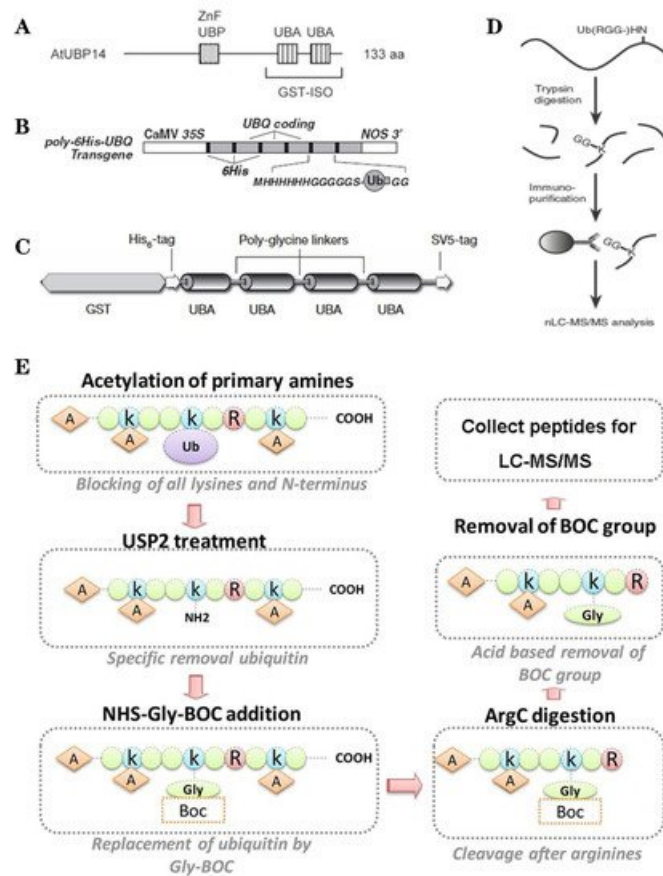 A
ZnF
UBP
UBA
UBA
AtUBP14
133 aa
GST-ISO
B
CaMV 35S
UBQ coding
NOS 3'
poly-6His-UBQ
Transgene
6His
MHHHHHHGGGGGS-Ub-GG
C
His6-tag
Poly-glycine linkers
SV5-tag
GST
UBA
UBA
UBA
UBA
D
Ub(RGG-)HN
Trypsin
digestion
GG-K
Immuno-
purification
GG-K
nLC-MS/MS analysis
E
Acetylation of primary amines
A
k
k
R
k
COOH
A
Ub
A
Blocking of all lysines and N-terminus
USP2 treatment
A
k
k
R
k
COOH
A
NH2
A
Specific removal ubiquitin
NHS-Gly-BOC addition
A
k
k
R
k
COOH
A
Gly
A
Boc
Replacement of ubiquitin by
Gly-BOC
ArgC digestion
A
k
k
R
A
Gly
Boc
Cleavage after arginines
Removal of BOC group
A
k
k
R
A
Gly
Acid based removal of
BOC group
Collect peptides for
LC-MS/MS